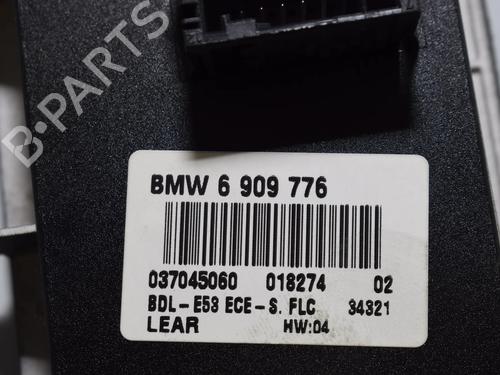 B-PARTS
BMW 6 909 776
037045060 018274 02
BDL-E53 ECE-S. FLC 34321
LEAR HW:04